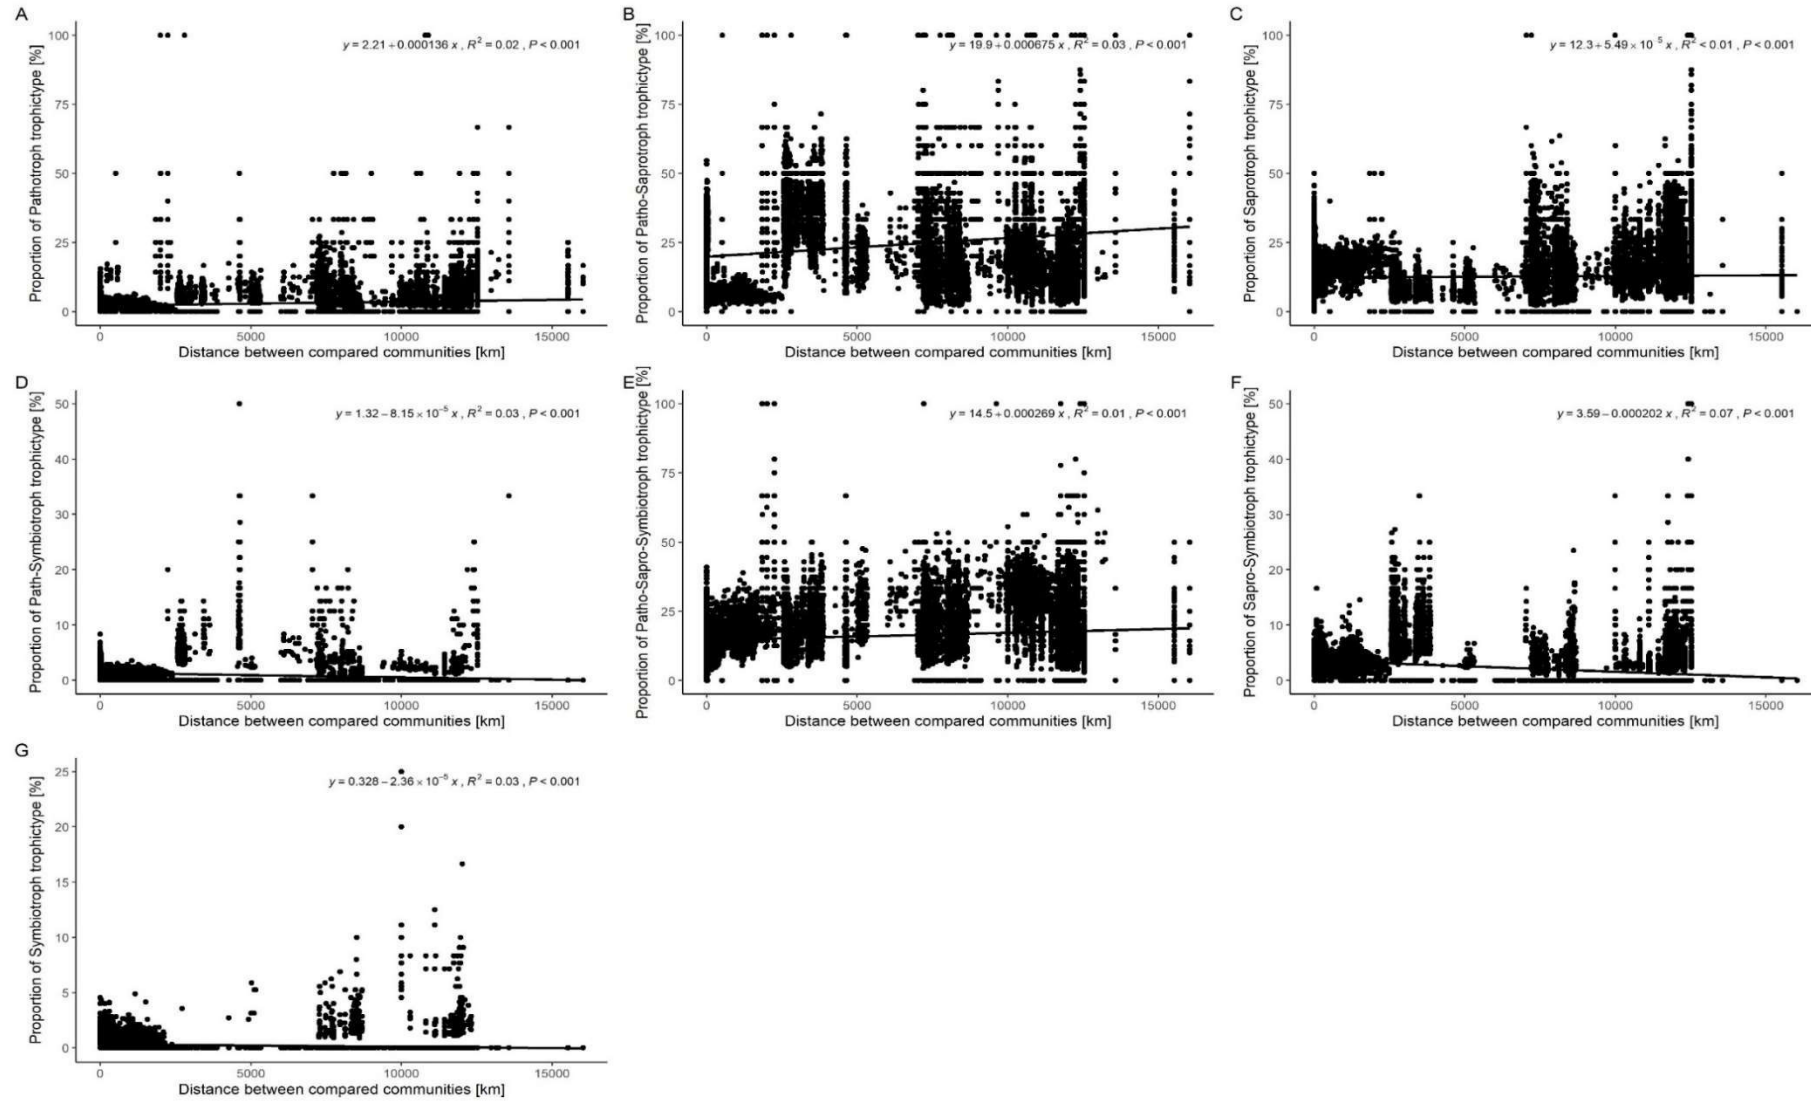 A
Proportion of Pathotroph trophictype [%]
100
75
50
25
0
y = 2.21 + 0.000136 x , R² = 0.02 , P < 0.001
0 5000 10000 15000
Distance between compared communities [km]
B
Proportion of Patho-Saprotroph trophictype [%]
100
75
50
25
0
y = 19.9 + 0.000675 x , R² = 0.03 , P < 0.001
0 5000 10000 15000
Distance between compared communities [km]
C
Proportion of Saprotroph trophictype [%]
100
75
50
25
0
y = 12.3 + 5.49 × 10⁻⁵ x , R² < 0.01 , P < 0.001
0 5000 10000 15000
Distance between compared communities [km]
D
Proportion of Path-Symbiotroph trophictype [%]
50
40
30
20
10
0
y = 1.32 − 8.15 × 10⁻⁵ x , R² = 0.03 , P < 0.001
0 5000 10000 15000
Distance between compared communities [km]
E
Proportion of Patho-Sapro-Symbiotroph trophictype [%]
100
75
50
25
0
y = 14.5 + 0.000269 x , R² = 0.01 , P < 0.001
0 5000 10000 15000
Distance between compared communities [km]
F
Proportion of Sapro-Symbiotroph trophictype [%]
50
40
30
20
10
0
y = 3.59 − 0.000202 x , R² = 0.07 , P < 0.001
0 5000 10000 15000
Distance between compared communities [km]
G
Proportion of Symbiotroph trophictype [%]
25
20
15
10
5
0
y = 0.328 − 2.36 × 10⁻⁵ x , R² = 0.03 , P < 0.001
0 5000 10000 15000
Distance between compared communities [km]